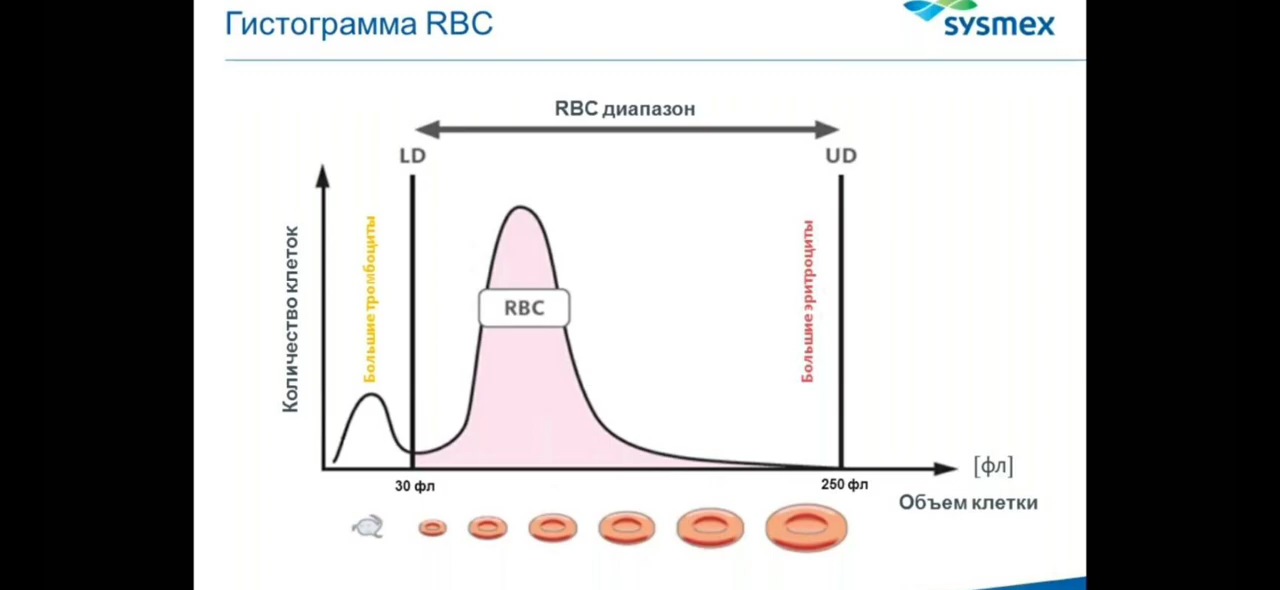 Гистограмма RBC
sysmex
RBC диапазон
LD
UD
Количество клеток
Большие тромбоциты
RBC
Большие эритроциты
[фл]
30 фл
250 фл
Объем клетки